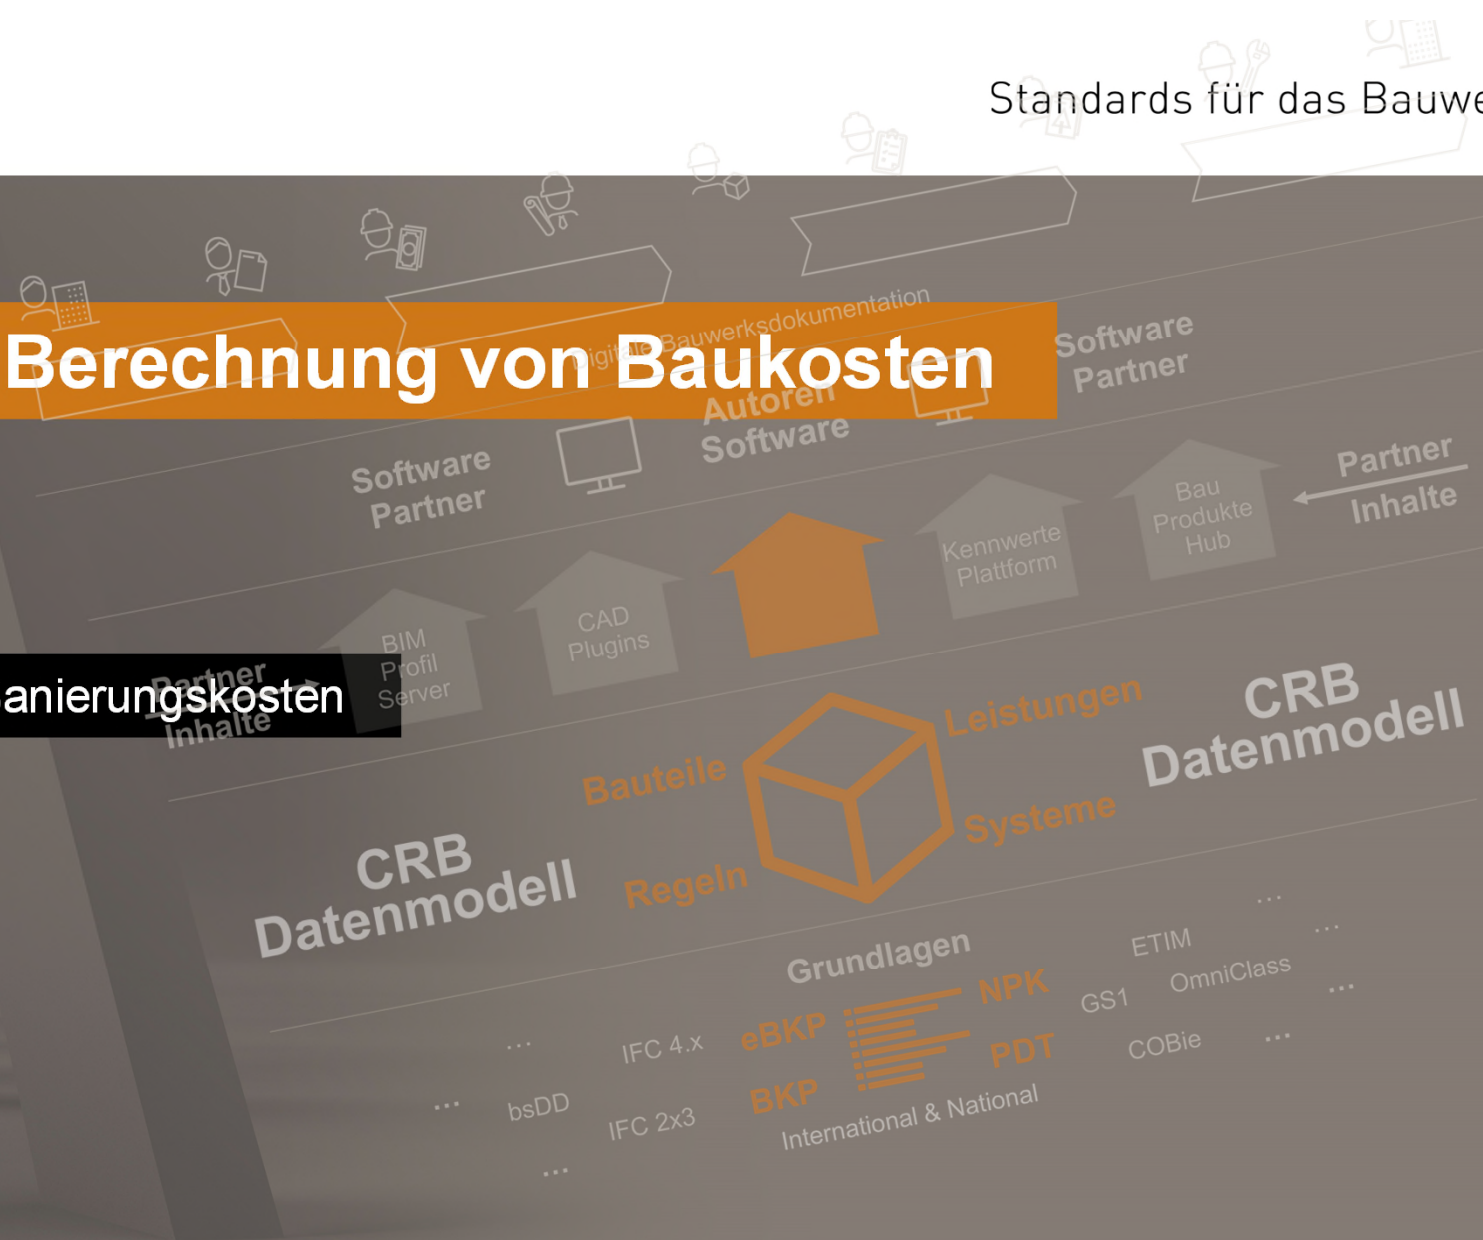 Standards für das Bauwe
Digitale Bauwerksdokumentation
Berechnung von Baukosten
Software
Partner
Autoren
Software
Software
Partner
Partner
Inhalte
Bau
Produkte
Hub
Kennwerte
Plattform
CAD
Plugins
BIM
Profil
Server
anierungskosten
Partner
Inhalte
Leistungen
CRB
Datenmodell
Bauteile
Systeme
CRB
Datenmodell
Regeln
Grundlagen
ETIM
...
...
NPK
GS1
OmniClass
...
...
IFC 4.x
eBKP
PDT
COBie
...
...
bsDD
IFC 2x3
BKP
International & National
...